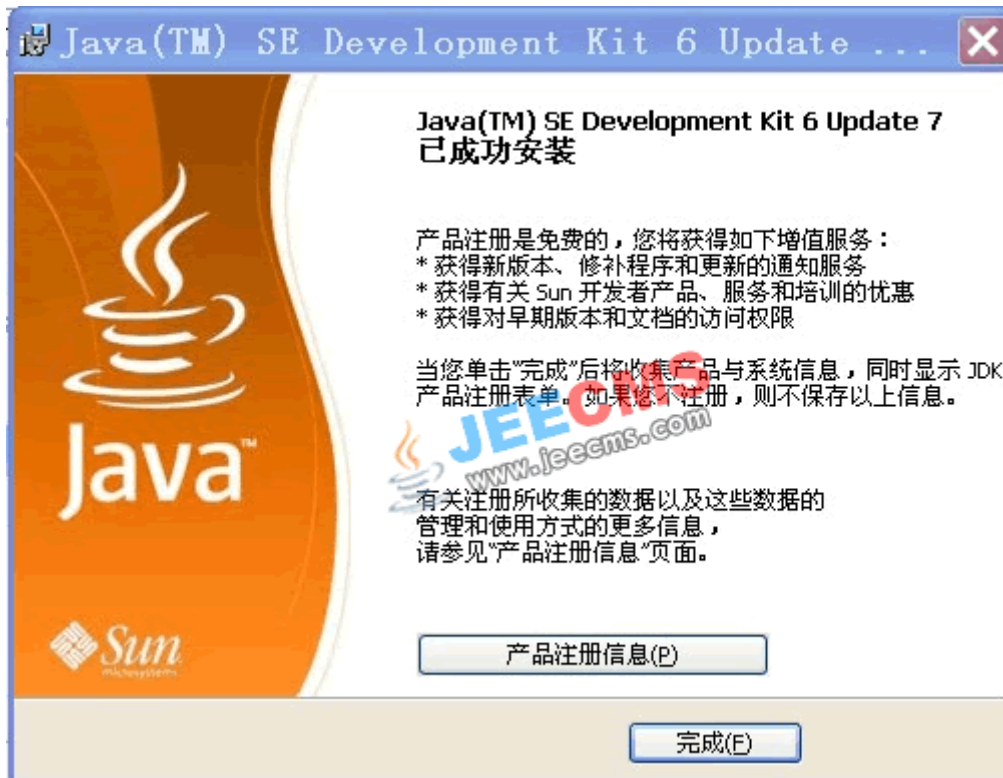 Java(TM) SE Development Kit 6 Update ...
Java(TM) SE Development Kit 6 Update 7
已成功安装
产品注册是免费的，您将获得如下增值服务：
* 获得新版本、修补程序和更新的通知服务
* 获得有关 Sun 开发者产品、服务和培训的优惠
* 获得对早期版本和文档的访问权限
当您单击“完成”后将收集产品与系统信息，同时显示 JDK
产品注册表单。如果您不注册，则不保存以上信息。
JEECMS
www.jeecms.com
Java™
有关注册所收集的数据以及这些数据的
管理和使用方式的更多信息，
请参见“产品注册信息”页面。
Sun
microsystems
产品注册信息(P)
完成(F)